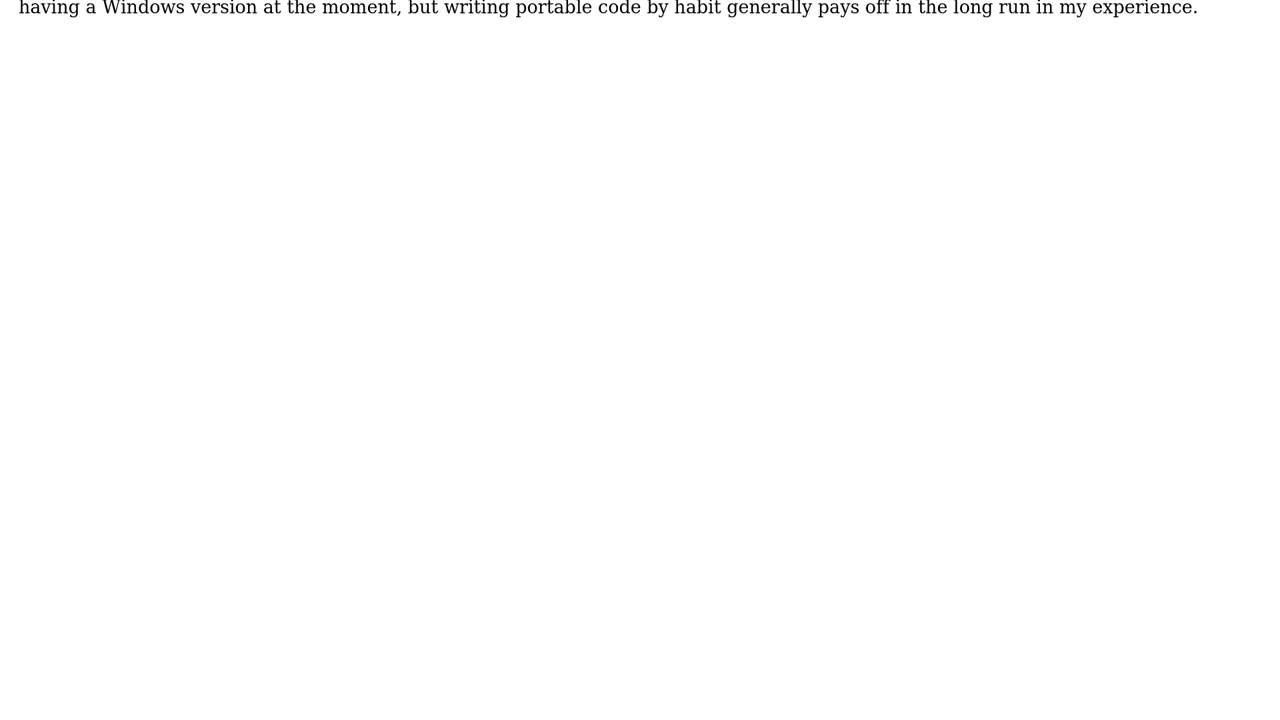 having a Windows version at the moment, but writing portable code by habit generally pays off in the long run in my experience.